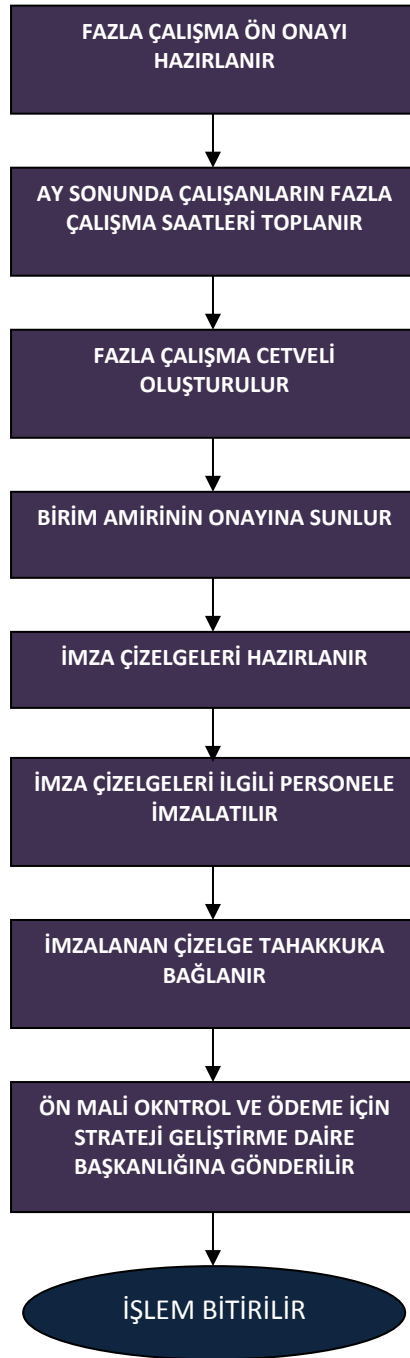 FAZLA ÇALIŞMA ÖN ONAYI
HAZIRLANIR
AY SONUNDA ÇALIŞANLARIN FAZLA
ÇALIŞMA SAATLERİ TOPLANIR
FAZLA ÇALIŞMA CETVELİ
OLUŞTURULUR
BİRİM AMİRİNİN ONAYINA SUNLUR
İMZA ÇİZELGELERİ HAZIRLANIR
İMZA ÇİZELGELERİ İLGİLİ PERSONELE
İMZALATILIR
İMZALANAN ÇİZELGE TAHAKKUKA
BAĞLANIR
ÖN MALİ OKNTROL VE ÖDEME İÇİN
STRATEJİ GELİŞTİRME DAİRE
BAŞKANLIĞINA GÖNDERİLİR
İŞLEM BİTİRİLİR